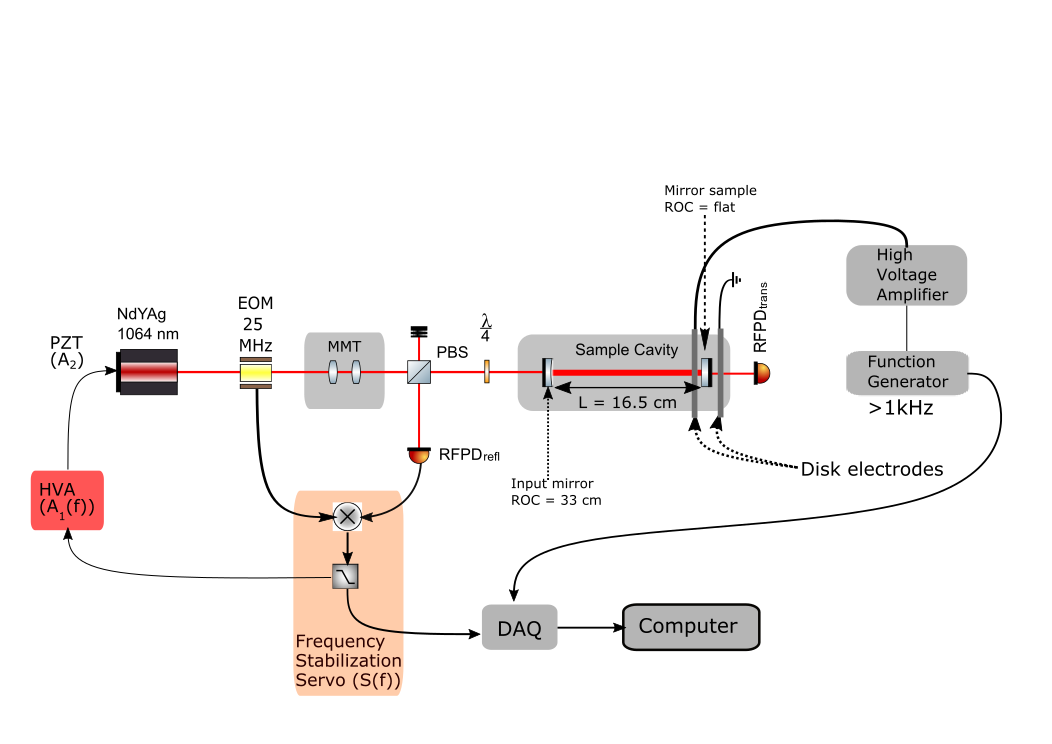 Mirror sample
ROC = flat
High
Voltage
Amplifier
RFPDtrans
EOM
25
MHz
NdYAg
1064 nm
PZT
(A2)
MMT
PBS
λ
4
Sample Cavity
L = 16.5 cm
Function
Generator
>1kHz
RFPDrefl
Disk electrodes
Input mirror
ROC = 33 cm
HVA
(A1(f))
DAQ
Computer
Frequency
Stabilization
Servo (S(f))